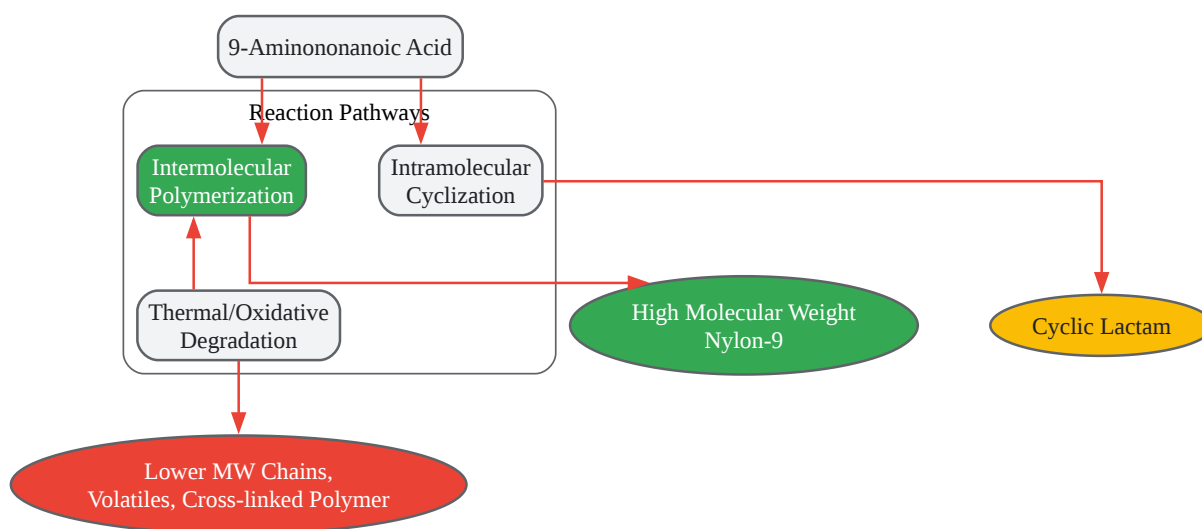 9-Aminononanoic Acid
Reaction Pathways
Intermolecular
Polymerization
Intramolecular
Cyclization
Thermal/Oxidative
Degradation
High Molecular Weight
Nylon-9
Cyclic Lactam
Lower MW Chains,
Volatiles, Cross-linked Polymer